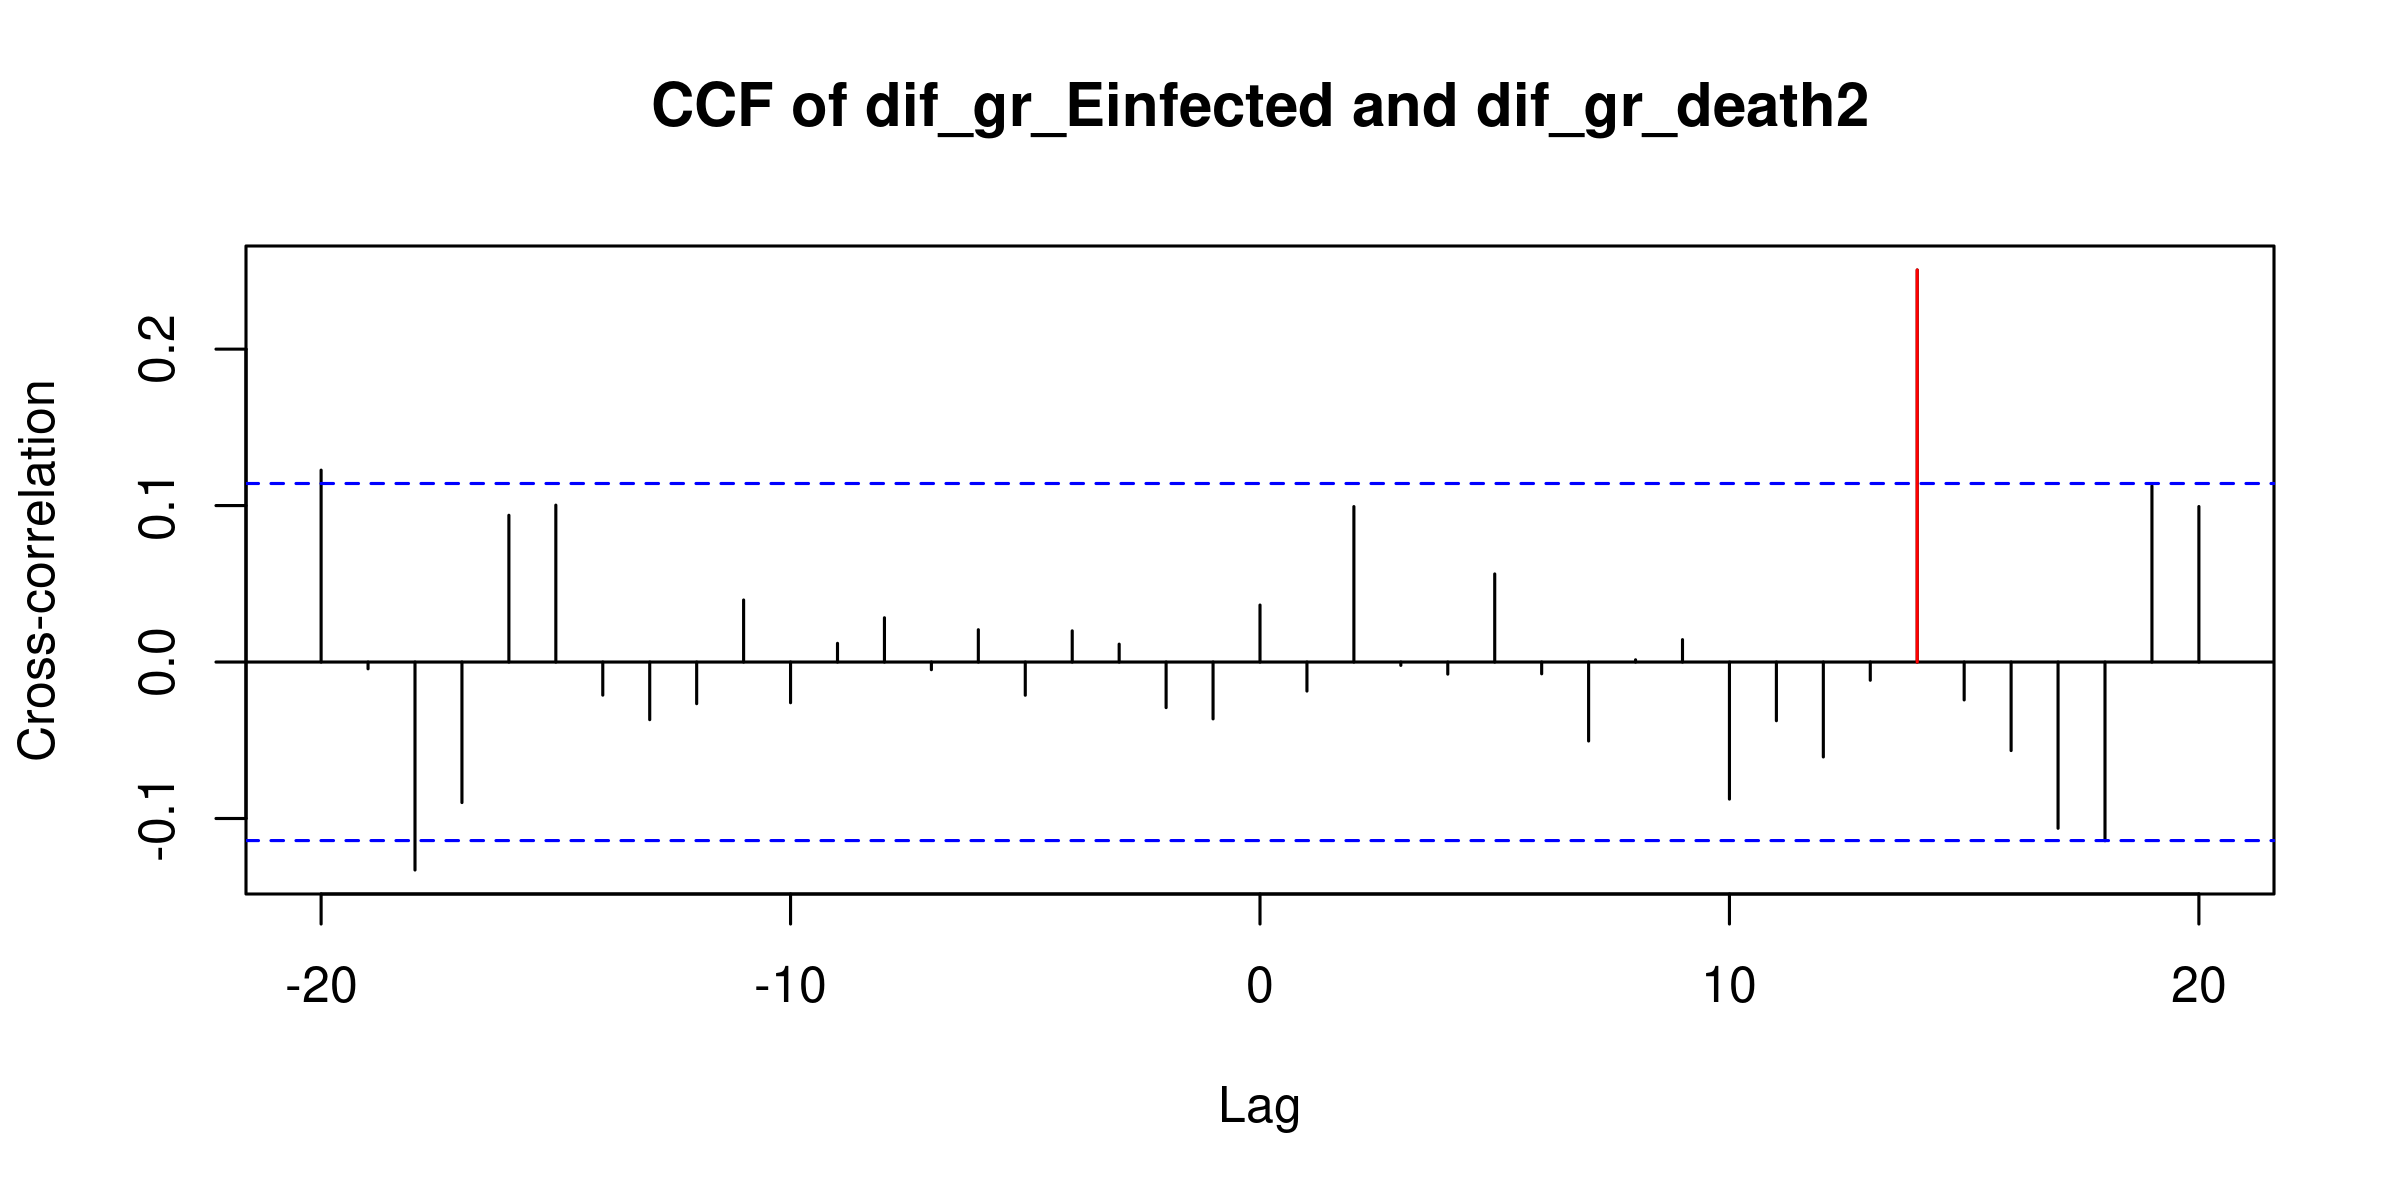 CCF of dif_gr_Einfected and dif_gr_death2
Cross-correlation
0.2
0.1
0.0
-0.1
-20 -10 0 10 20
Lag